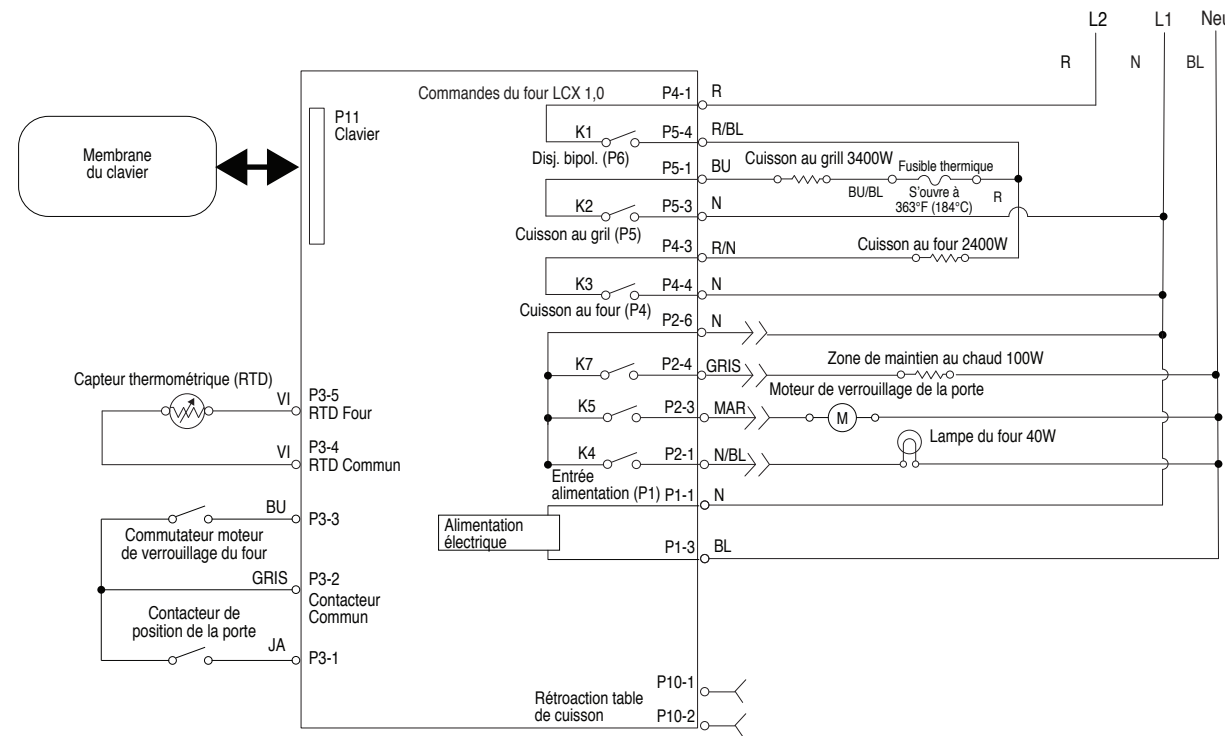 L2 L1 Neu
R N BL
Commandes du four LCX 1,0 P4-1 R
P11
Clavier
K1 P5-4 R/BL
Membrane
du clavier
Disj. bipol. (P6)
P5-1 BU
Cuisson au grill 3400W
Fusible thermique
BU/BL
S'ouvre à
363°F (184°C)
R
K2 P5-3 N
Cuisson au gril (P5)
P4-3 R/N
Cuisson au four 2400W
K3 P4-4 N
Cuisson au four (P4)
P2-6 N
K7 P2-4 GRIS
Zone de maintien au chaud 100W
Moteur de verrouillage de la porte
Capteur thermométrique (RTD)
VI P3-5
RTD Four
K5 P2-3 MAR
M
VI P3-4
RTD Commun
K4 P2-1 N/BL
Lampe du four 40W
Entrée
alimentation (P1) P1-1 N
BU P3-3
Commutateur moteur
de verrouillage du four
Alimentation
électrique
P1-3 BL
GRIS P3-2
Contacteur
Commun
Contacteur de
position de la porte
JA P3-1
P10-1
Rétroaction table
de cuisson
P10-2